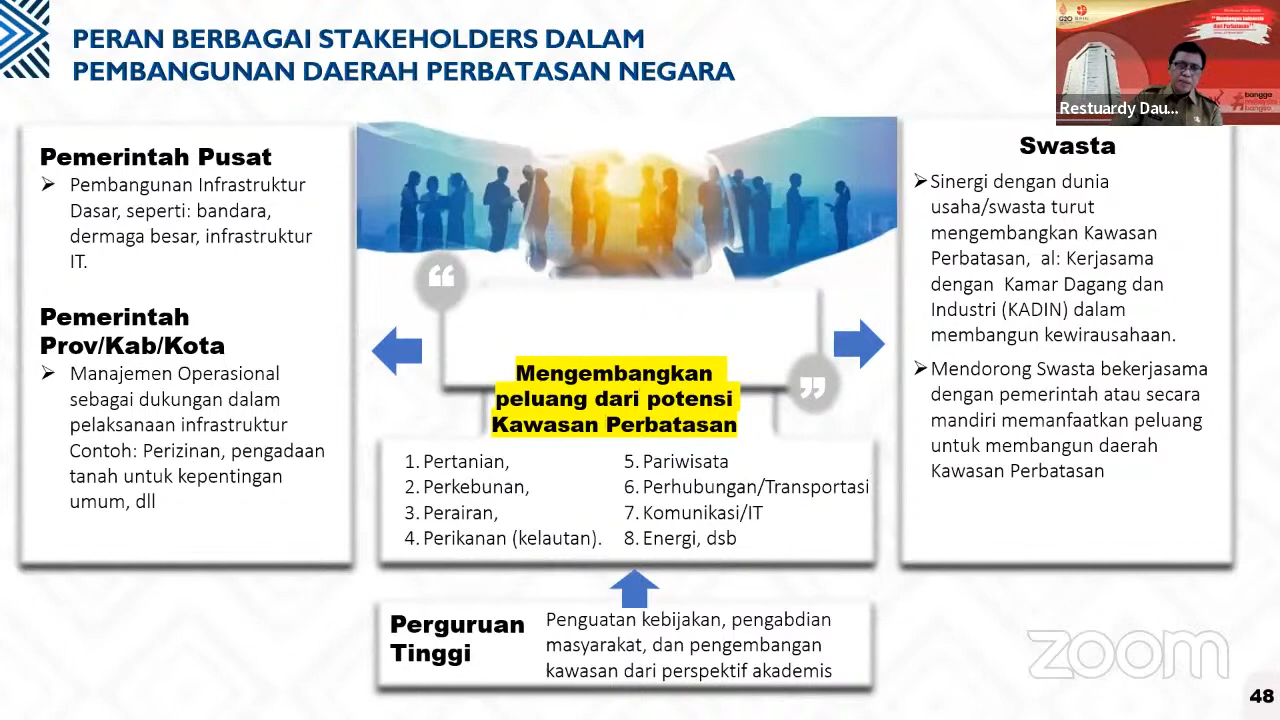 PERAN BERBAGAI STAKEHOLDERS DALAM
PEMBANGUNAN DAERAH PERBATASAN NEGARA
G20
"Membangun Indonesia
dari Perbatasan"
bangga
Restuardy Dau...
Pemerintah Pusat
➢ Pembangunan Infrastruktur
Dasar, seperti: bandara,
dermaga besar, infrastruktur
IT.
Pemerintah
Prov/Kab/Kota
➢ Manajemen Operasional
sebagai dukungan dalam
pelaksanaan infrastruktur
Contoh: Perizinan, pengadaan
tanah untuk kepentingan
umum, dll
“
”
Mengembangkan
peluang dari potensi
Kawasan Perbatasan
1. Pertanian,
2. Perkebunan,
3. Perairan,
4. Perikanan (kelautan).
5. Pariwisata
6. Perhubungan/Transportasi
7. Komunikasi/IT
8. Energi, dsb
Swasta
➢Sinergi dengan dunia
usaha/swasta turut
mengembangkan Kawasan
Perbatasan, al: Kerjasama
dengan Kamar Dagang dan
Industri (KADIN) dalam
membangun kewirausahaan.
➢Mendorong Swasta bekerjasama
dengan pemerintah atau secara
mandiri memanfaatkan peluang
untuk membangun daerah
Kawasan Perbatasan
Perguruan
Tinggi
Penguatan kebijakan, pengabdian
masyarakat, dan pengembangan
kawasan dari perspektif akademis
zoom
48